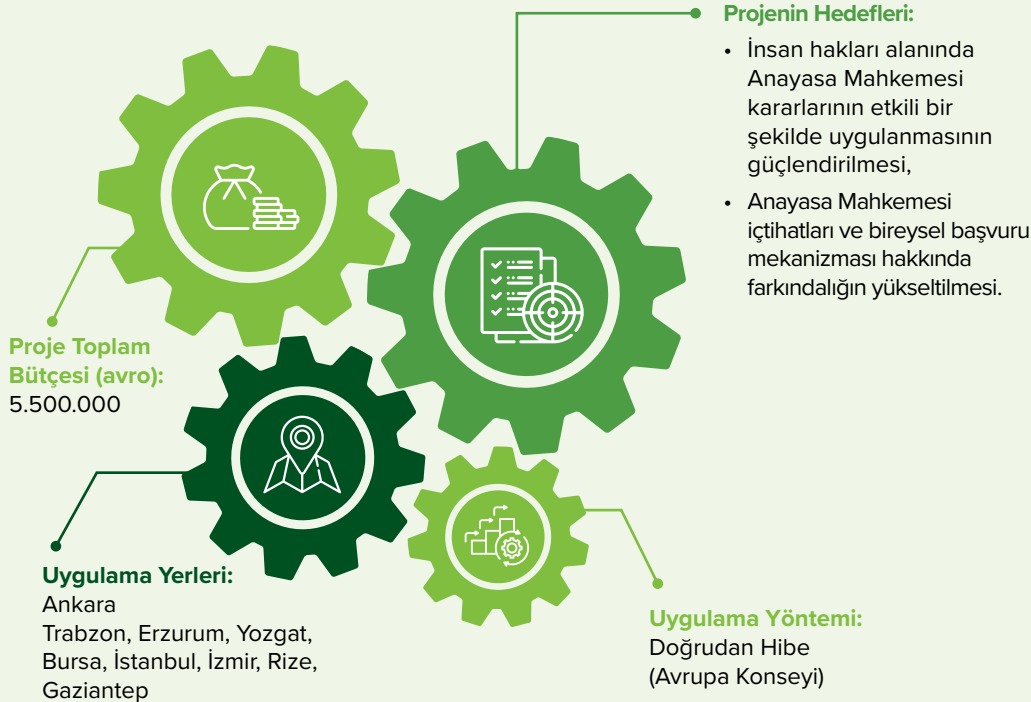 Projenin Hedefleri:
• İnsan hakları alanında
Anayasa Mahkemesi
kararlarının etkili bir
şekilde uygulanmasının
güçlendirilmesi,
• Anayasa Mahkemesi
içtihatları ve bireysel başvuru
mekanizması hakkında
farkındalığın yükseltilmesi.
Proje Toplam
Bütçesi (avro):
5.500.000
Uygulama Yerleri:
Ankara
Trabzon, Erzurum, Yozgat,
Bursa, İstanbul, İzmir, Rize,
Gaziantep
Uygulama Yöntemi:
Doğrudan Hibe
(Avrupa Konseyi)